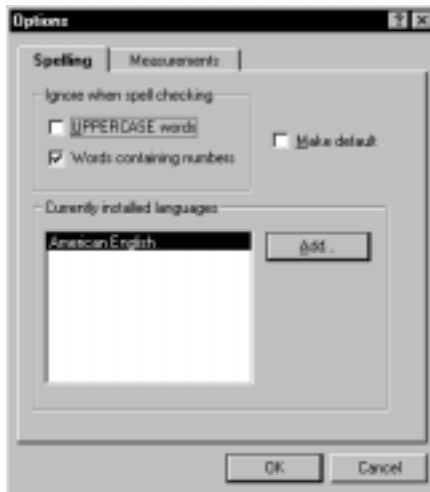 Options
Spelling Measurements
Ignore when spell checking
UPPERCASE words
Words containing numbers
Make default
Currently installed languages
American English
Add...
OK Cancel